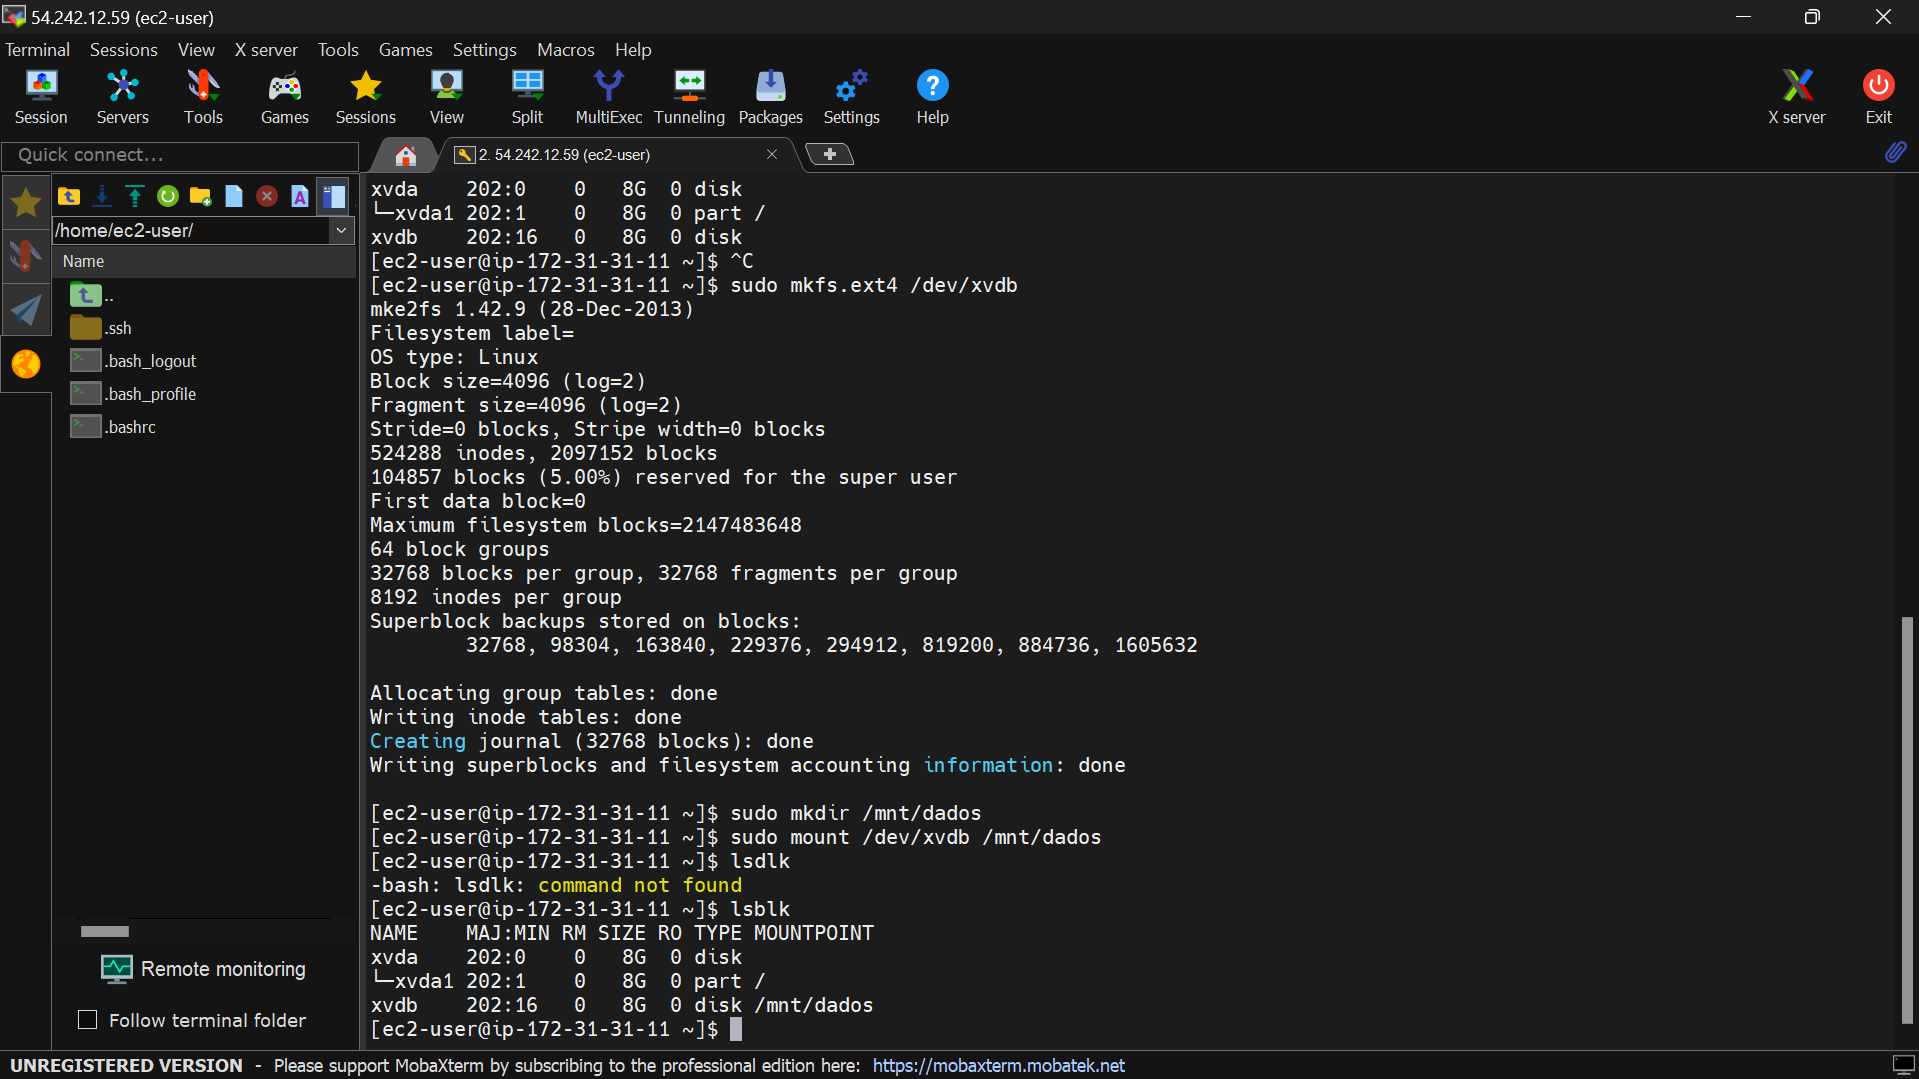 54.242.12.59 (ec2-user)
Terminal Sessions View X server Tools Games Settings Macros Help
Session Servers Tools Games Sessions View Split MultiExec Tunneling Packages Settings Help X server Exit
Quick connect...
2. 54.242.12.59 (ec2-user)
/home/ec2-user/
Name
..
.ssh
.bash_logout
.bash_profile
.bashrc
Remote monitoring
Follow terminal folder
xvda    202:0    0   8G  0 disk
└─xvda1 202:1    0   8G  0 part /
xvdb    202:16   0   8G  0 disk
[ec2-user@ip-172-31-31-11 ~]$ ^C
[ec2-user@ip-172-31-31-11 ~]$ sudo mkfs.ext4 /dev/xvdb
mke2fs 1.42.9 (28-Dec-2013)
Filesystem label=
OS type: Linux
Block size=4096 (log=2)
Fragment size=4096 (log=2)
Stride=0 blocks, Stripe width=0 blocks
524288 inodes, 2097152 blocks
104857 blocks (5.00%) reserved for the super user
First data block=0
Maximum filesystem blocks=2147483648
64 block groups
32768 blocks per group, 32768 fragments per group
8192 inodes per group
Superblock backups stored on blocks:
32768, 98304, 163840, 229376, 294912, 819200, 884736, 1605632
Allocating group tables: done
Writing inode tables: done
Creating journal (32768 blocks): done
Writing superblocks and filesystem accounting information: done
[ec2-user@ip-172-31-31-11 ~]$ sudo mkdir /mnt/dados
[ec2-user@ip-172-31-31-11 ~]$ sudo mount /dev/xvdb /mnt/dados
[ec2-user@ip-172-31-31-11 ~]$ lsdlk
-bash: lsdlk: command not found
[ec2-user@ip-172-31-31-11 ~]$ lsblk
NAME    MAJ:MIN RM SIZE RO TYPE MOUNTPOINT
xvda    202:0    0   8G  0 disk
└─xvda1 202:1    0   8G  0 part /
xvdb    202:16   0   8G  0 disk /mnt/dados
[ec2-user@ip-172-31-31-11 ~]$
UNREGISTERED VERSION - Please support MobaXterm by subscribing to the professional edition here: https://mobaxterm.mobatek.net